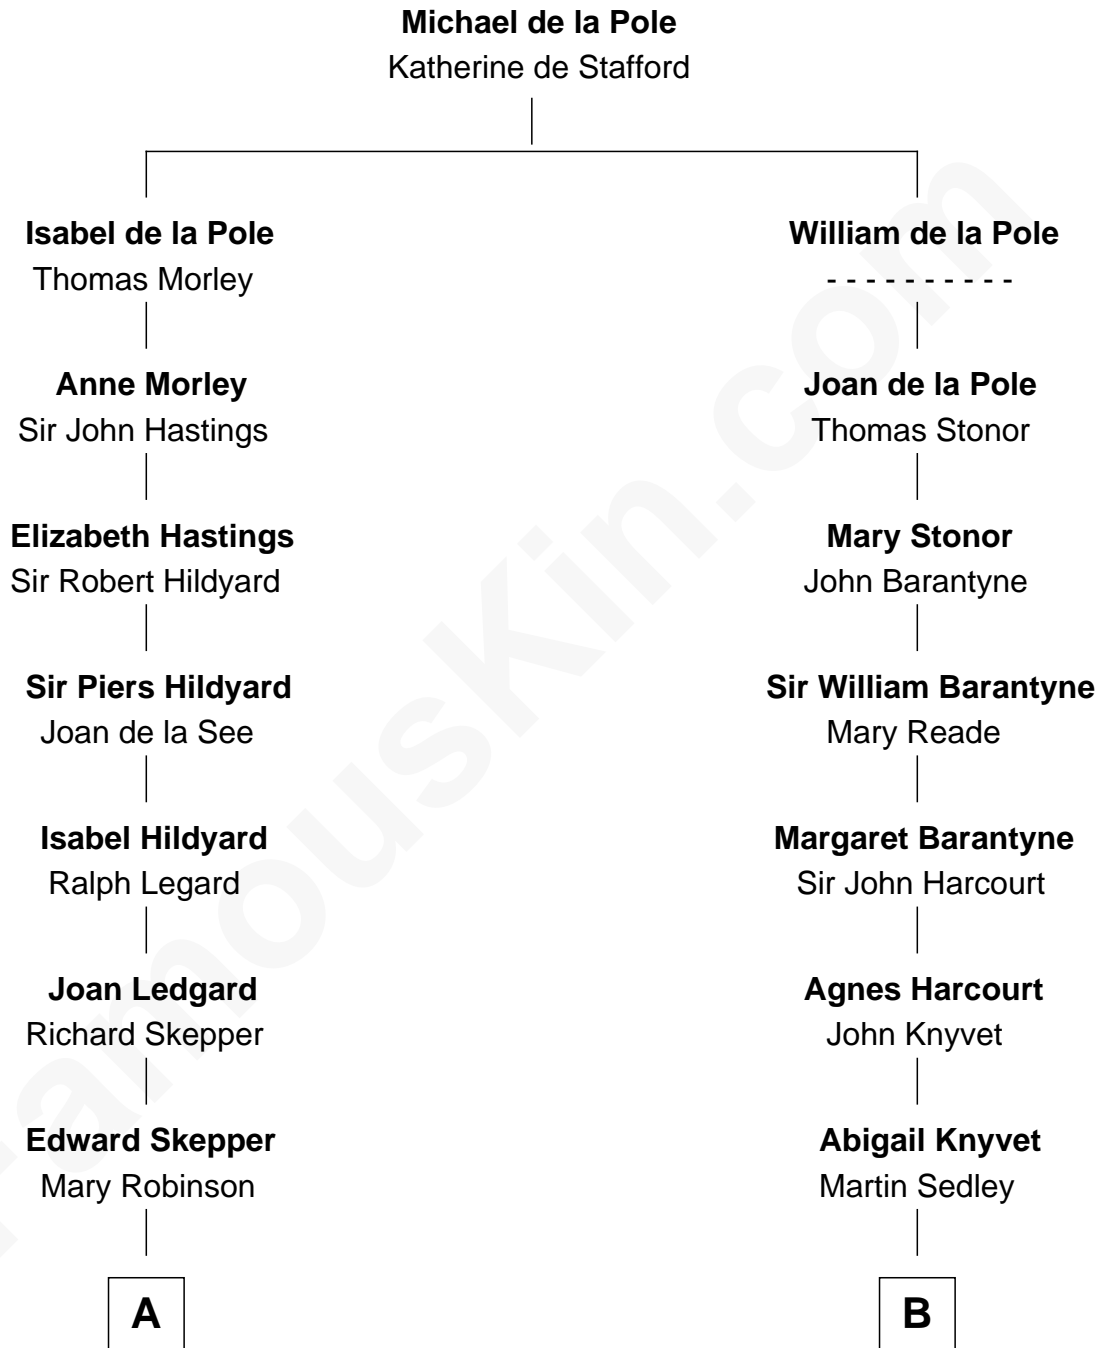 Michael de la Pole
Katherine de Stafford
Isabel de la Pole
Thomas Morley
William de la Pole
- - - - - - - - - -
Anne Morley
Sir John Hastings
Joan de la Pole
Thomas Stonor
Elizabeth Hastings
Sir Robert Hildyard
Mary Stonor
John Barantyne
Sir Piers Hildyard
Joan de la See
Sir William Barantyne
Mary Reade
Isabel Hildyard
Ralph Legard
Margaret Barantyne
Sir John Harcourt
Joan Ledgard
Richard Skepper
Agnes Harcourt
John Knyvet
Edward Skepper
Mary Robinson
Abigail Knyvet
Martin Sedley
A
B
FamousKin.com